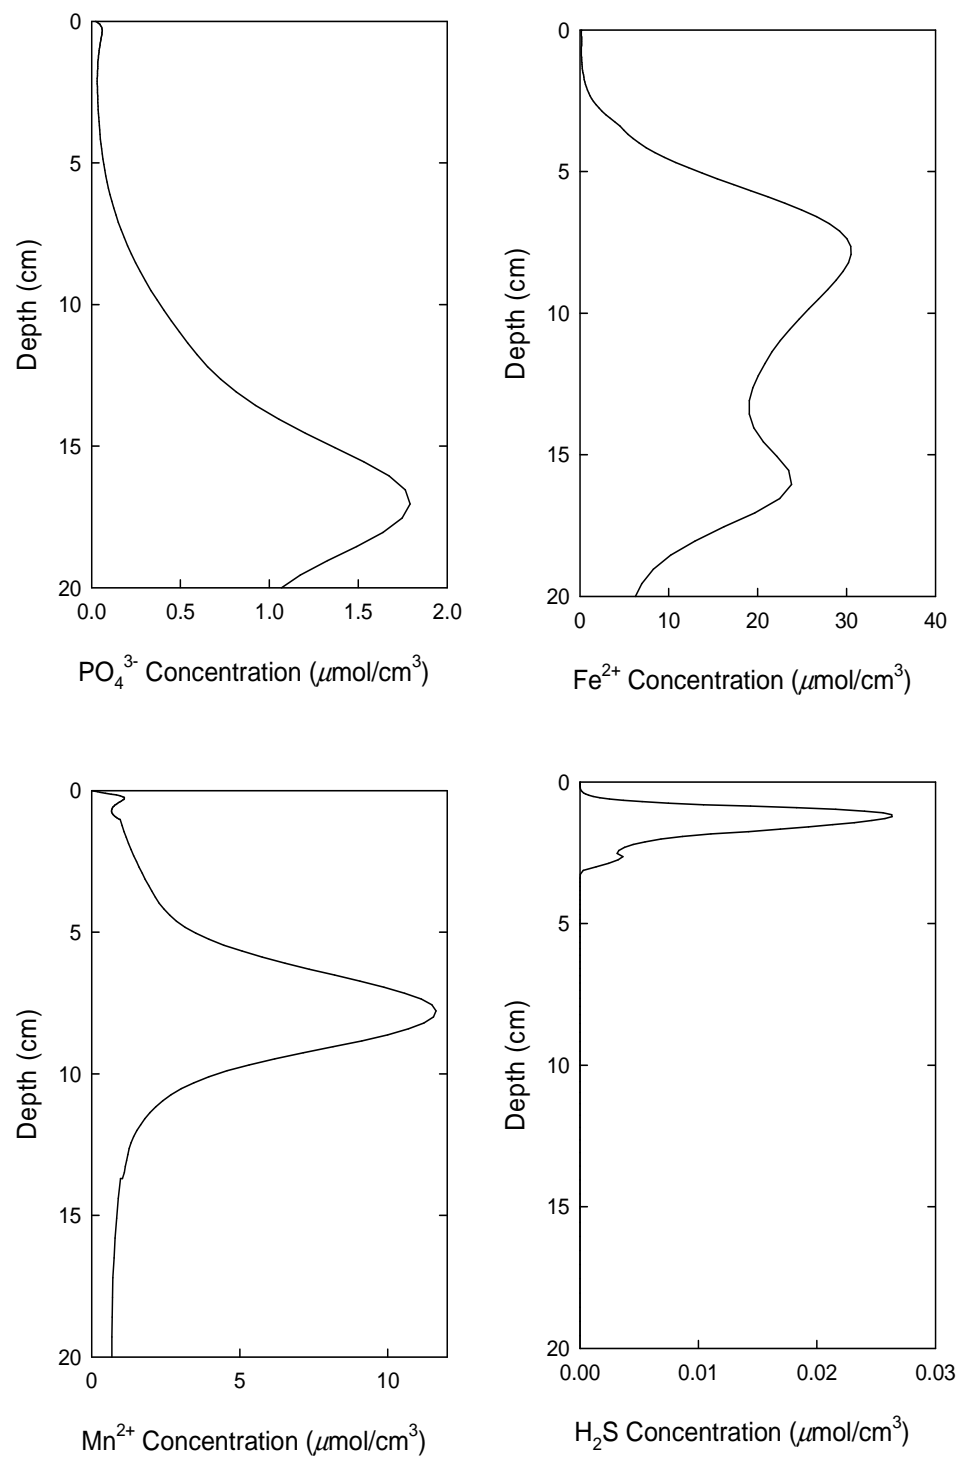 0
5
10
15
20
Depth (cm)
0.0 0.5 1.0 1.5 2.0
PO₄³⁻ Concentration (μmol/cm³)
0
5
10
15
20
Depth (cm)
0 10 20 30 40
Fe²⁺ Concentration (μmol/cm³)
0
5
10
15
20
Depth (cm)
0 5 10
Mn²⁺ Concentration (μmol/cm³)
0
5
10
15
20
Depth (cm)
0.00 0.01 0.02 0.03
H₂S Concentration (μmol/cm³)